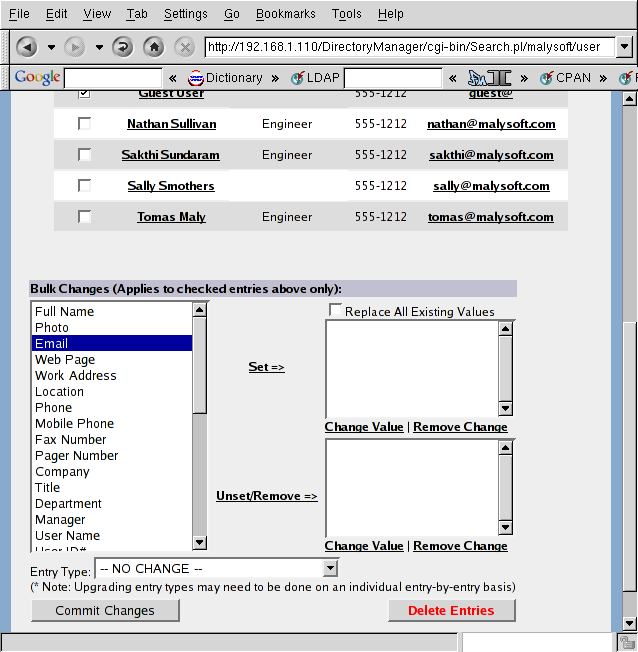 File Edit View Tab Settings Go Bookmarks Tools Help
http://192.168.1.110/DirectoryManager/cgi-bin/Search.pl/malysoft/user
Google « Dictionary » LDAP « » CPAN »
Guest User 555-1212 guest@
Nathan Sullivan Engineer 555-1212 nathan@malysoft.com
Sakthi Sundaram Engineer 555-1212 sakthi@malysoft.com
Sally Smothers 555-1212 sally@malysoft.com
Tomas Maly Engineer 555-1212 tomas@malysoft.com
Bulk Changes (Applies to checked entries above only):
Full Name
Photo
Email
Web Page
Work Address
Location
Phone
Mobile Phone
Fax Number
Pager Number
Company
Title
Department
Manager
User Name
User ID#
Set =>
Unset/Remove =>
Replace All Existing Values
Change Value | Remove Change
Change Value | Remove Change
Entry Type: -- NO CHANGE --
(* Note: Upgrading entry types may need to be done on an individual entry-by-entry basis)
Commit Changes Delete Entries